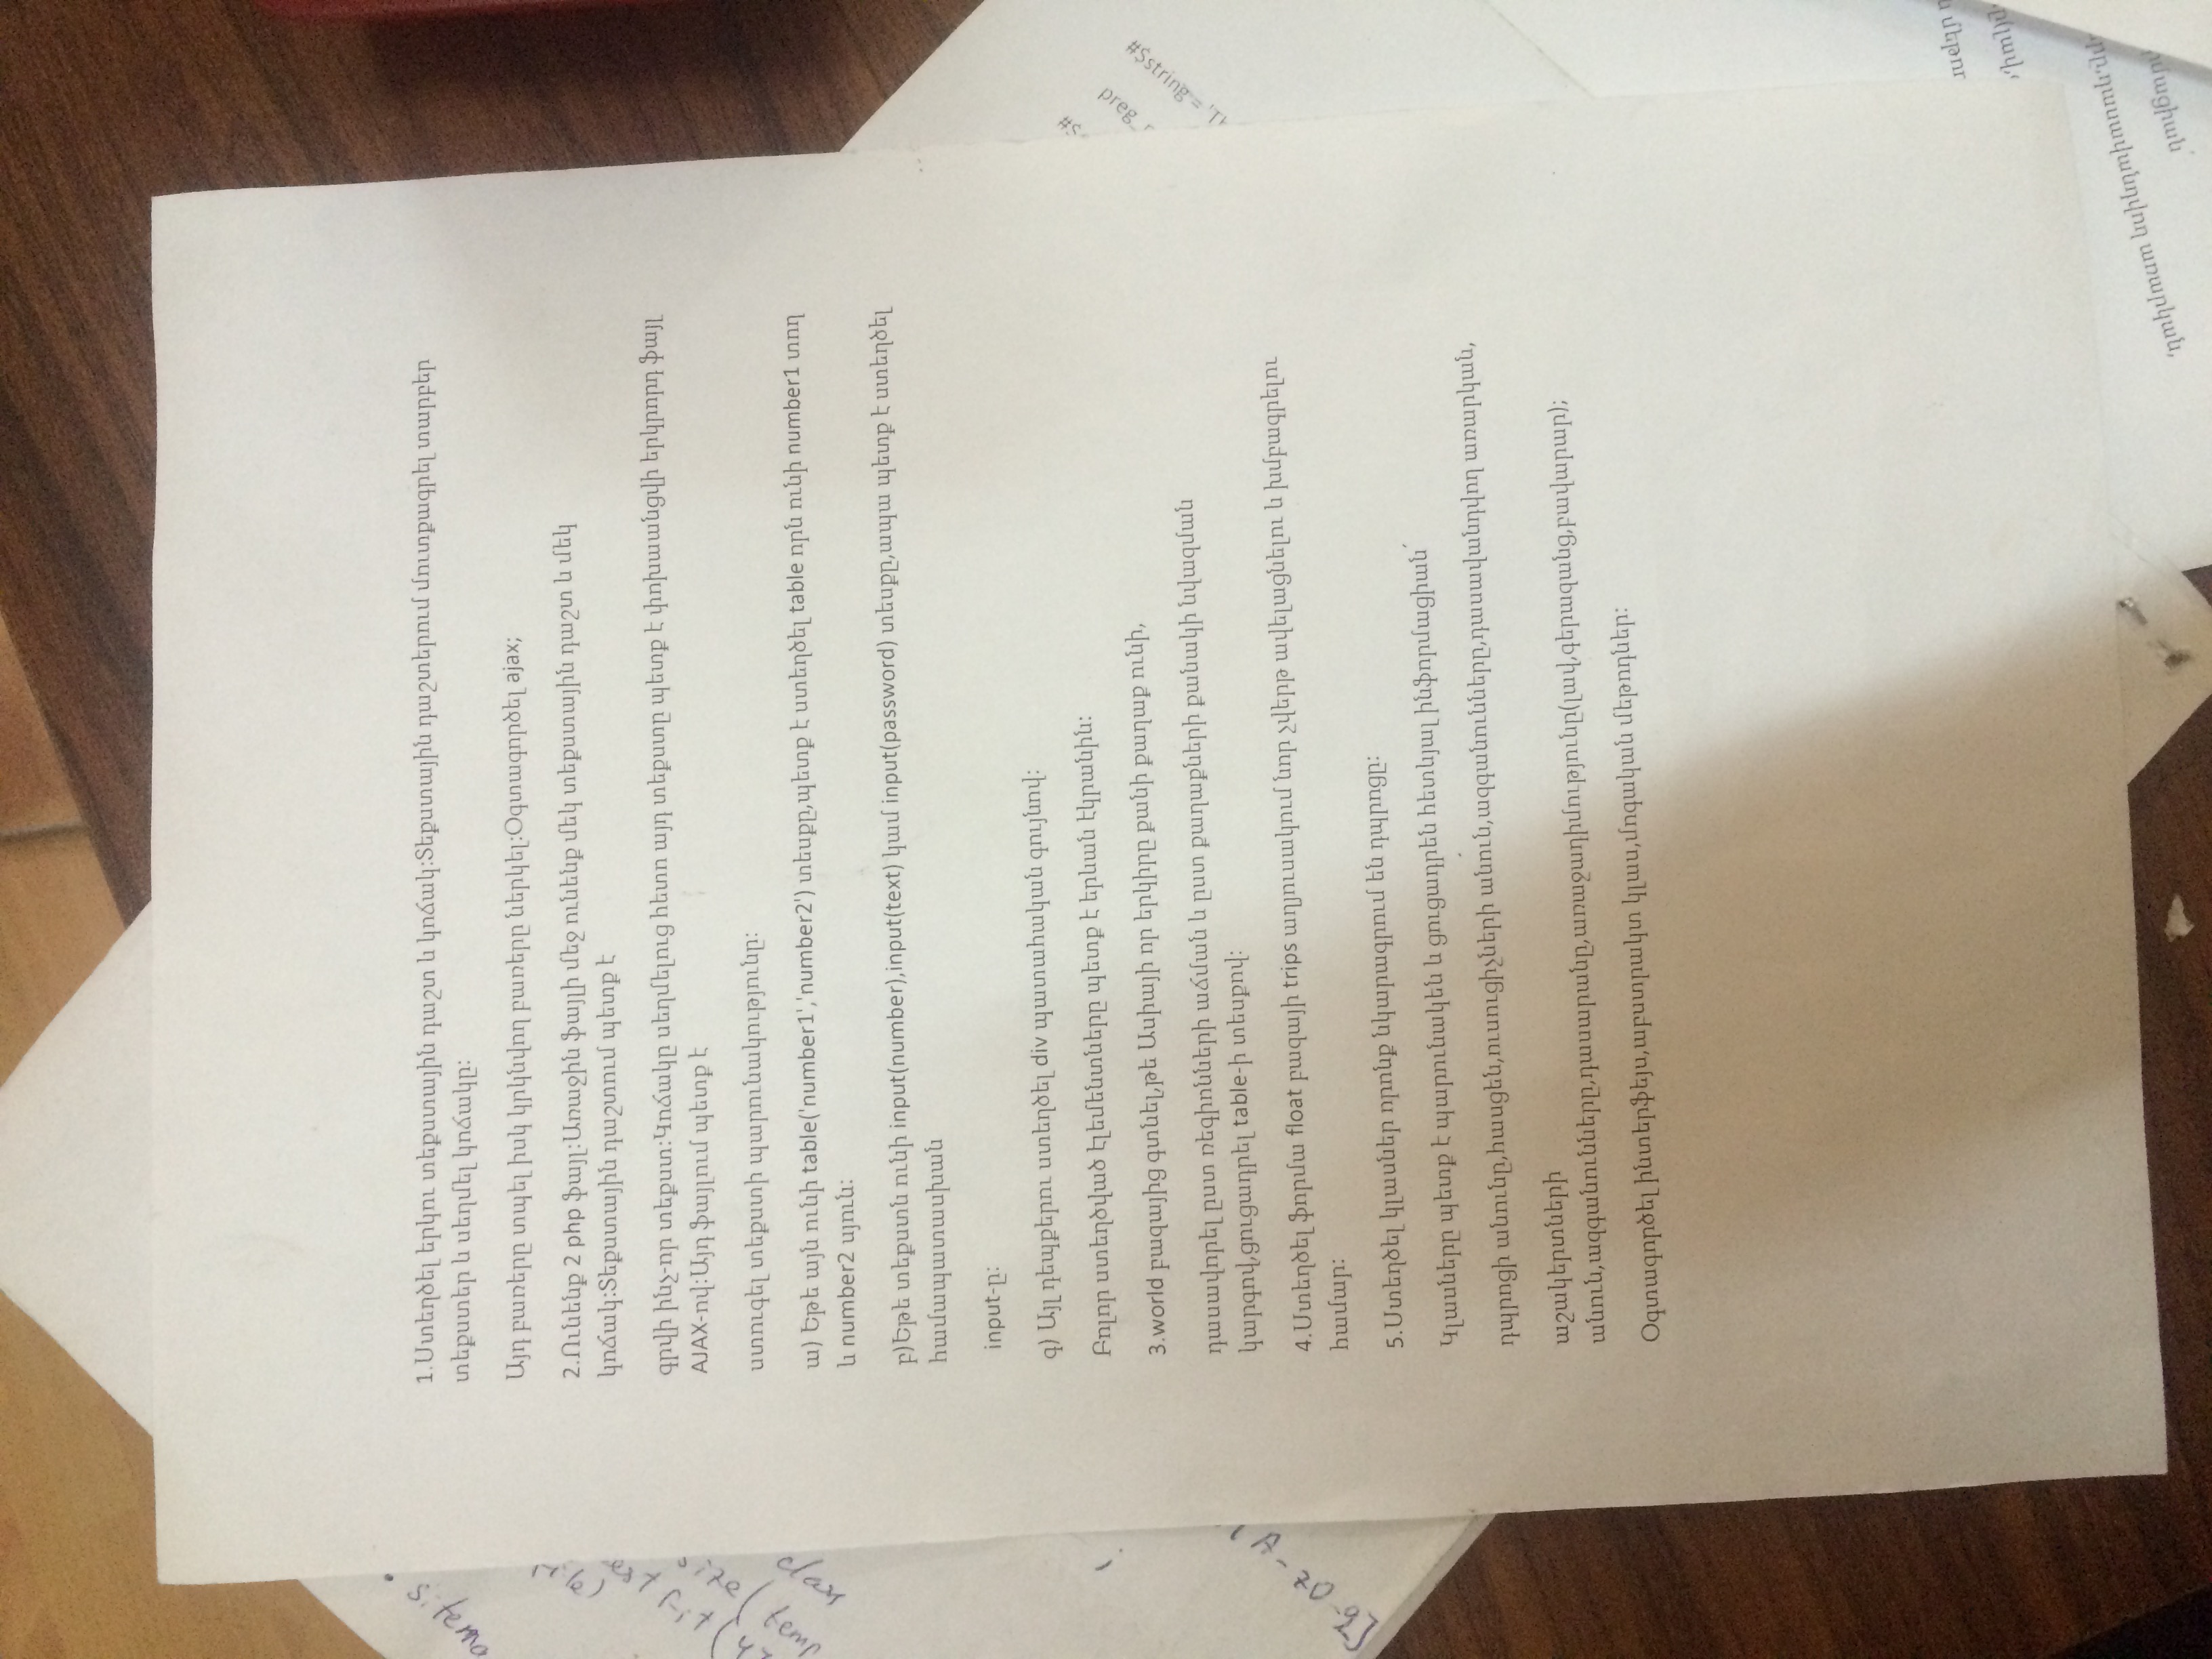 1.Ստեղծել երկու տեքստային դաշտ և կոճակ:Տեքստային դաշտերում մուտքագրել տարբեր
տեքստեր և սեղմել կոճակը:
Այդ բառերը տպել իսկ կրկնվող բառերը ներկել:Օգտագործել ajax;
2.Ունենք 2 php ֆայլ:Առաջին ֆայլի մեջ ունենք մեկ տեքստային դաշտ և մեկ
կոճակ:Տեքստային դաշտում պետք է
գրվի ինչ-որ տեքստ:Կոճակը սեղմելուց հետո այդ տեքստը պետք է փոխաանցվի երկրորդ ֆայլ
AJAX-ով:Այդ ֆայլում պետք է
ստուգել տեքստի պարունակությունը:
ա) Եթե այն ունի table('number1','number2') տեսքը,պետք է ստեղծել table որն ունի number1 տող
և number2 սյուն:
բ)Եթե տեքստն ունի input(number),input(text) կամ input(password) տեսքը,ապա պետք է ստեղծել
համապատասխան
input-ը:
գ) Այլ դեպքերու ստեղծել div պատահական գույնով:
Բոլոր ստեղծված էլեմենտները պետք է երևան էկրանին:
3.world բազայից գտնել,թե Ասիայի որ երկիրը քանի քաղաք ունի,
դասավորել ըստ ռեգիոնների աճման և ըստ քաղաքների քանակի նվազման
կարգով,ցուցադրել table-ի տեսքով:
4.Ստեղծել ֆորմա float բազայի trips աղյուսակում նոր չվերթ ավելացնելու և խմբագրելու
համար:
5.Ստեղծել կլասներ որոնք նկարագրում են դպրոցը:
Կլասները պետք է պարունակեն և ցուցադրեն հետևյալ ինֆորմացիան՛
դպրոցի անունը,հասցեն,ուսուցիչների անուն,ազգանունները,դասավանդվող առարկան,
աշակերտների
անուն,ազգանունները,դասարանը,առաջադիմությունը(լավ,գերազանց,բավարար);
Օգտագործել ինտերֆեյս,աբստրակտ կլաս,մոգական մեթոդներ:
preg
#$string =